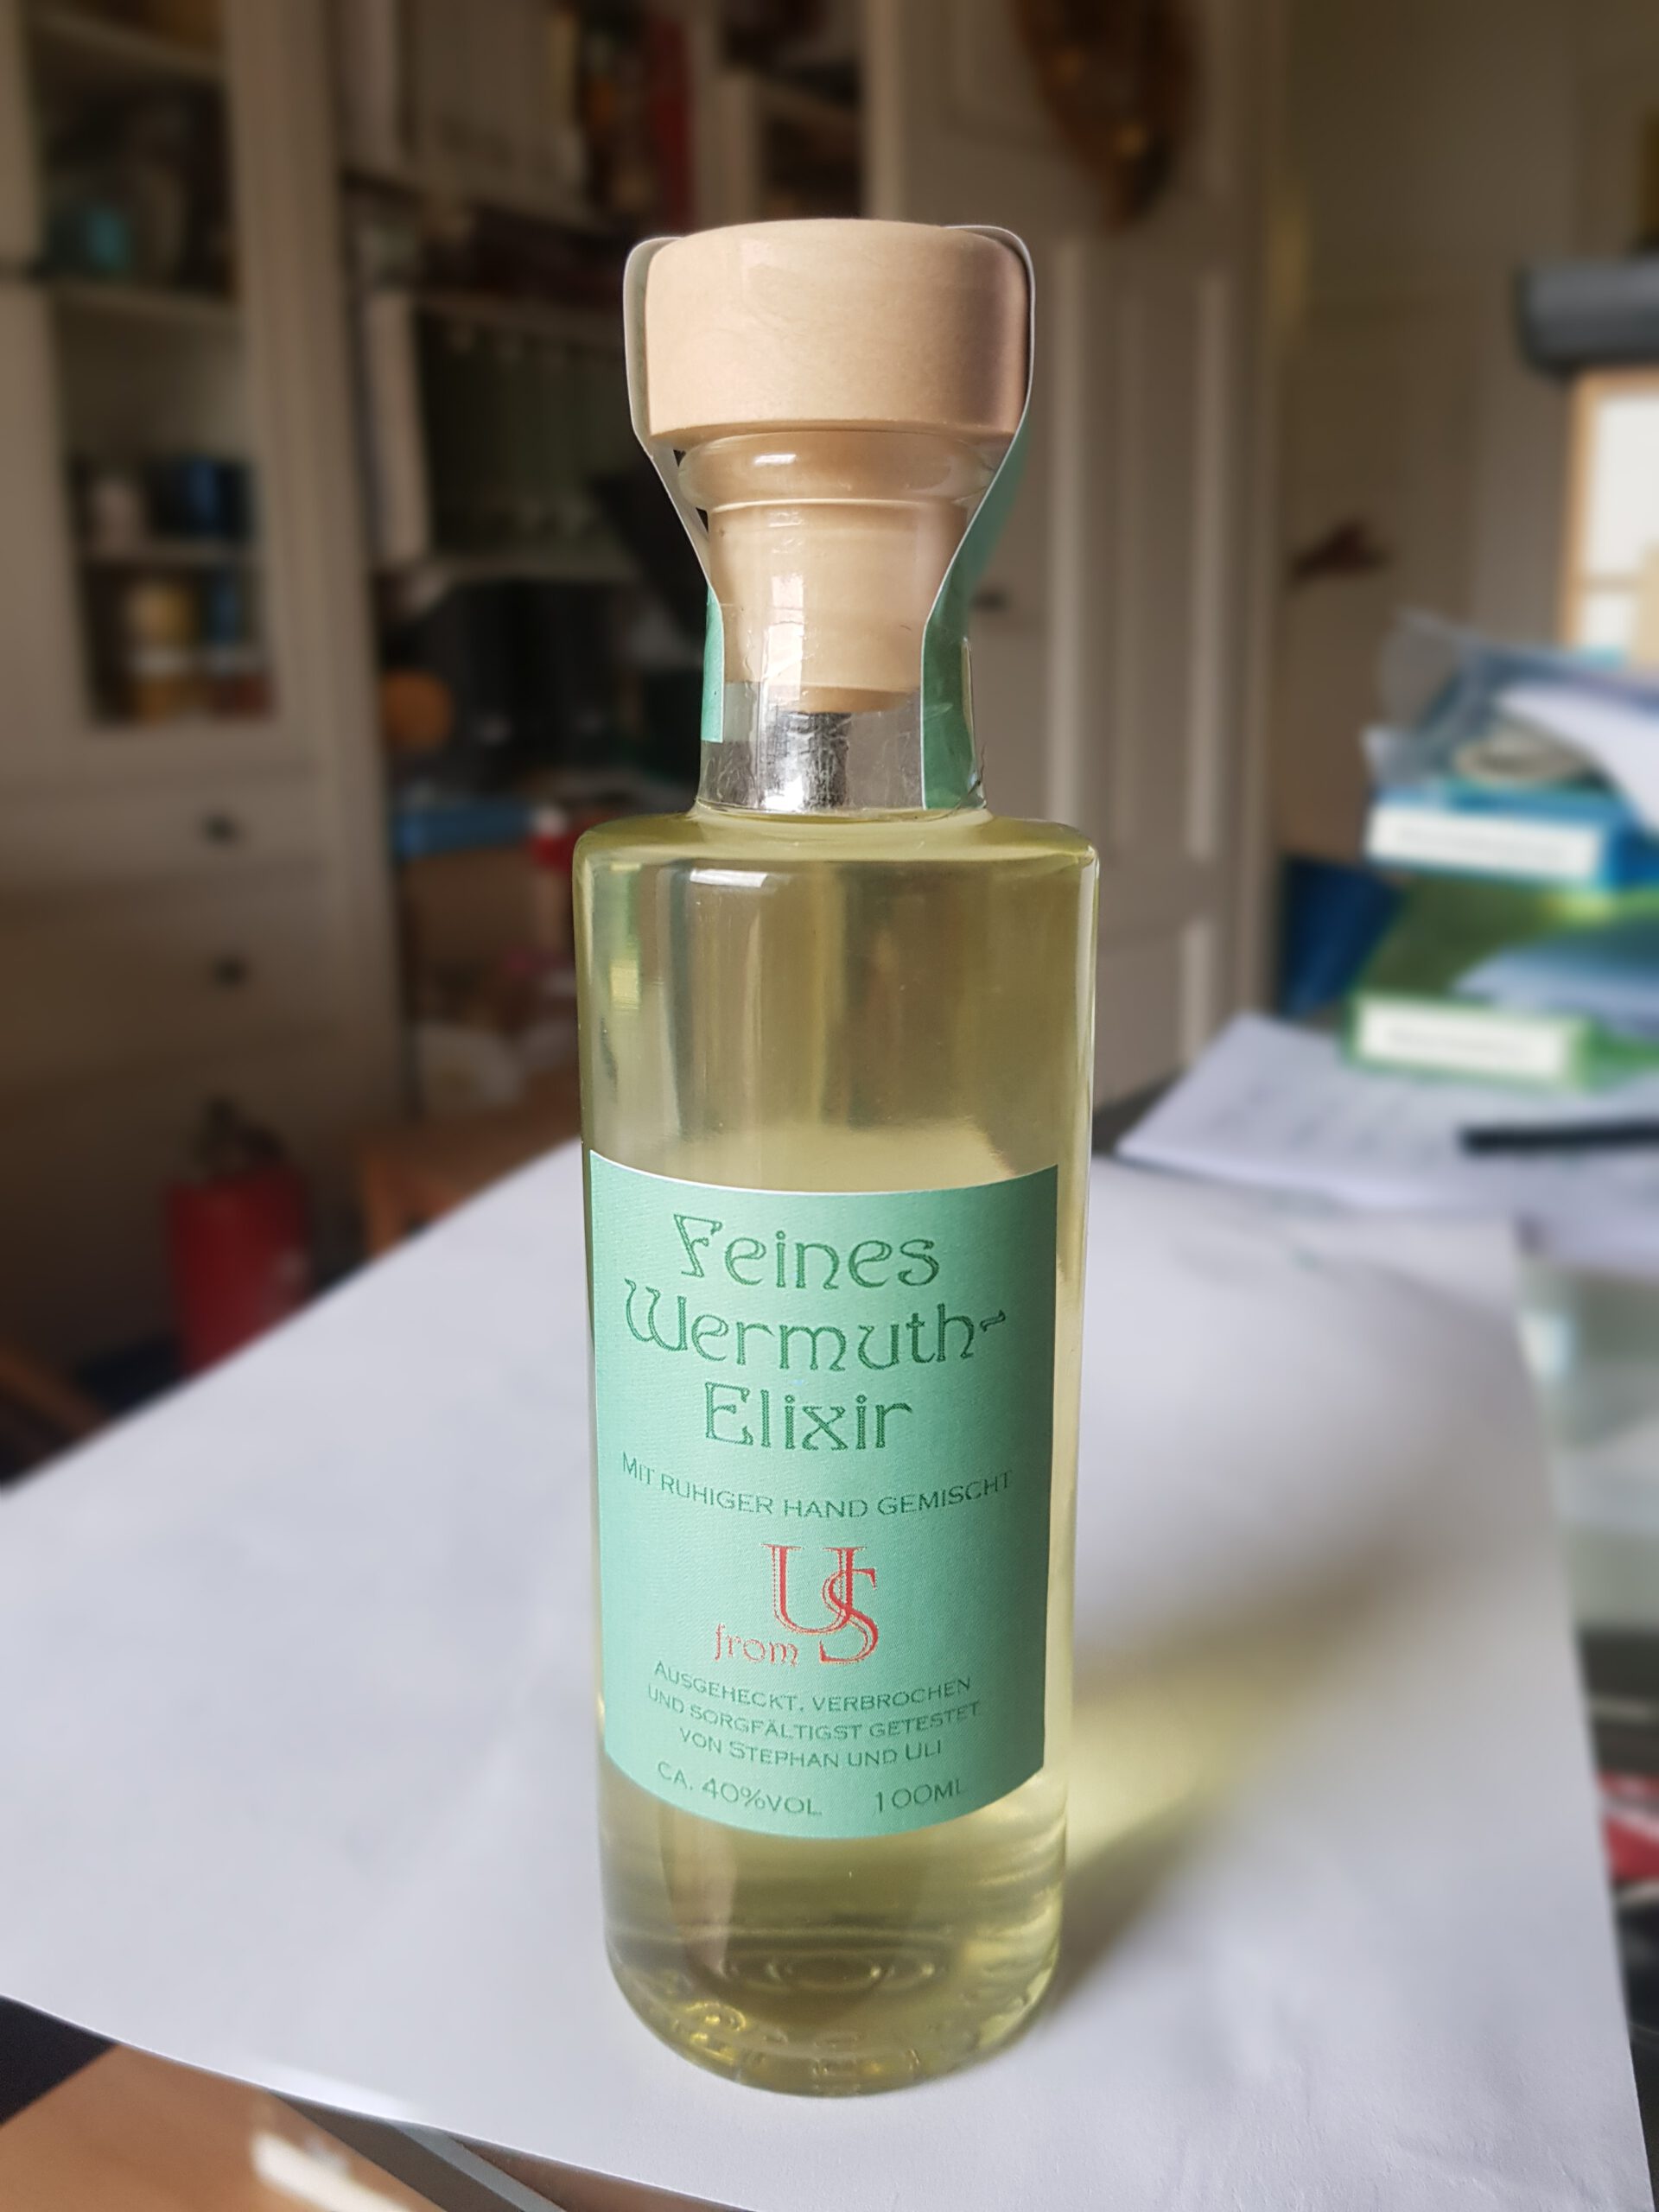 Feines
Wermuth-
Elixir
MIT RUHIGER HAND GEMISCHT
from US
AUSGEHECKT, VERBROCHEN
UND SORGFÄLTIGST GETESTET
VON STEPHAN UND ULI
CA. 40%VOL 100ML